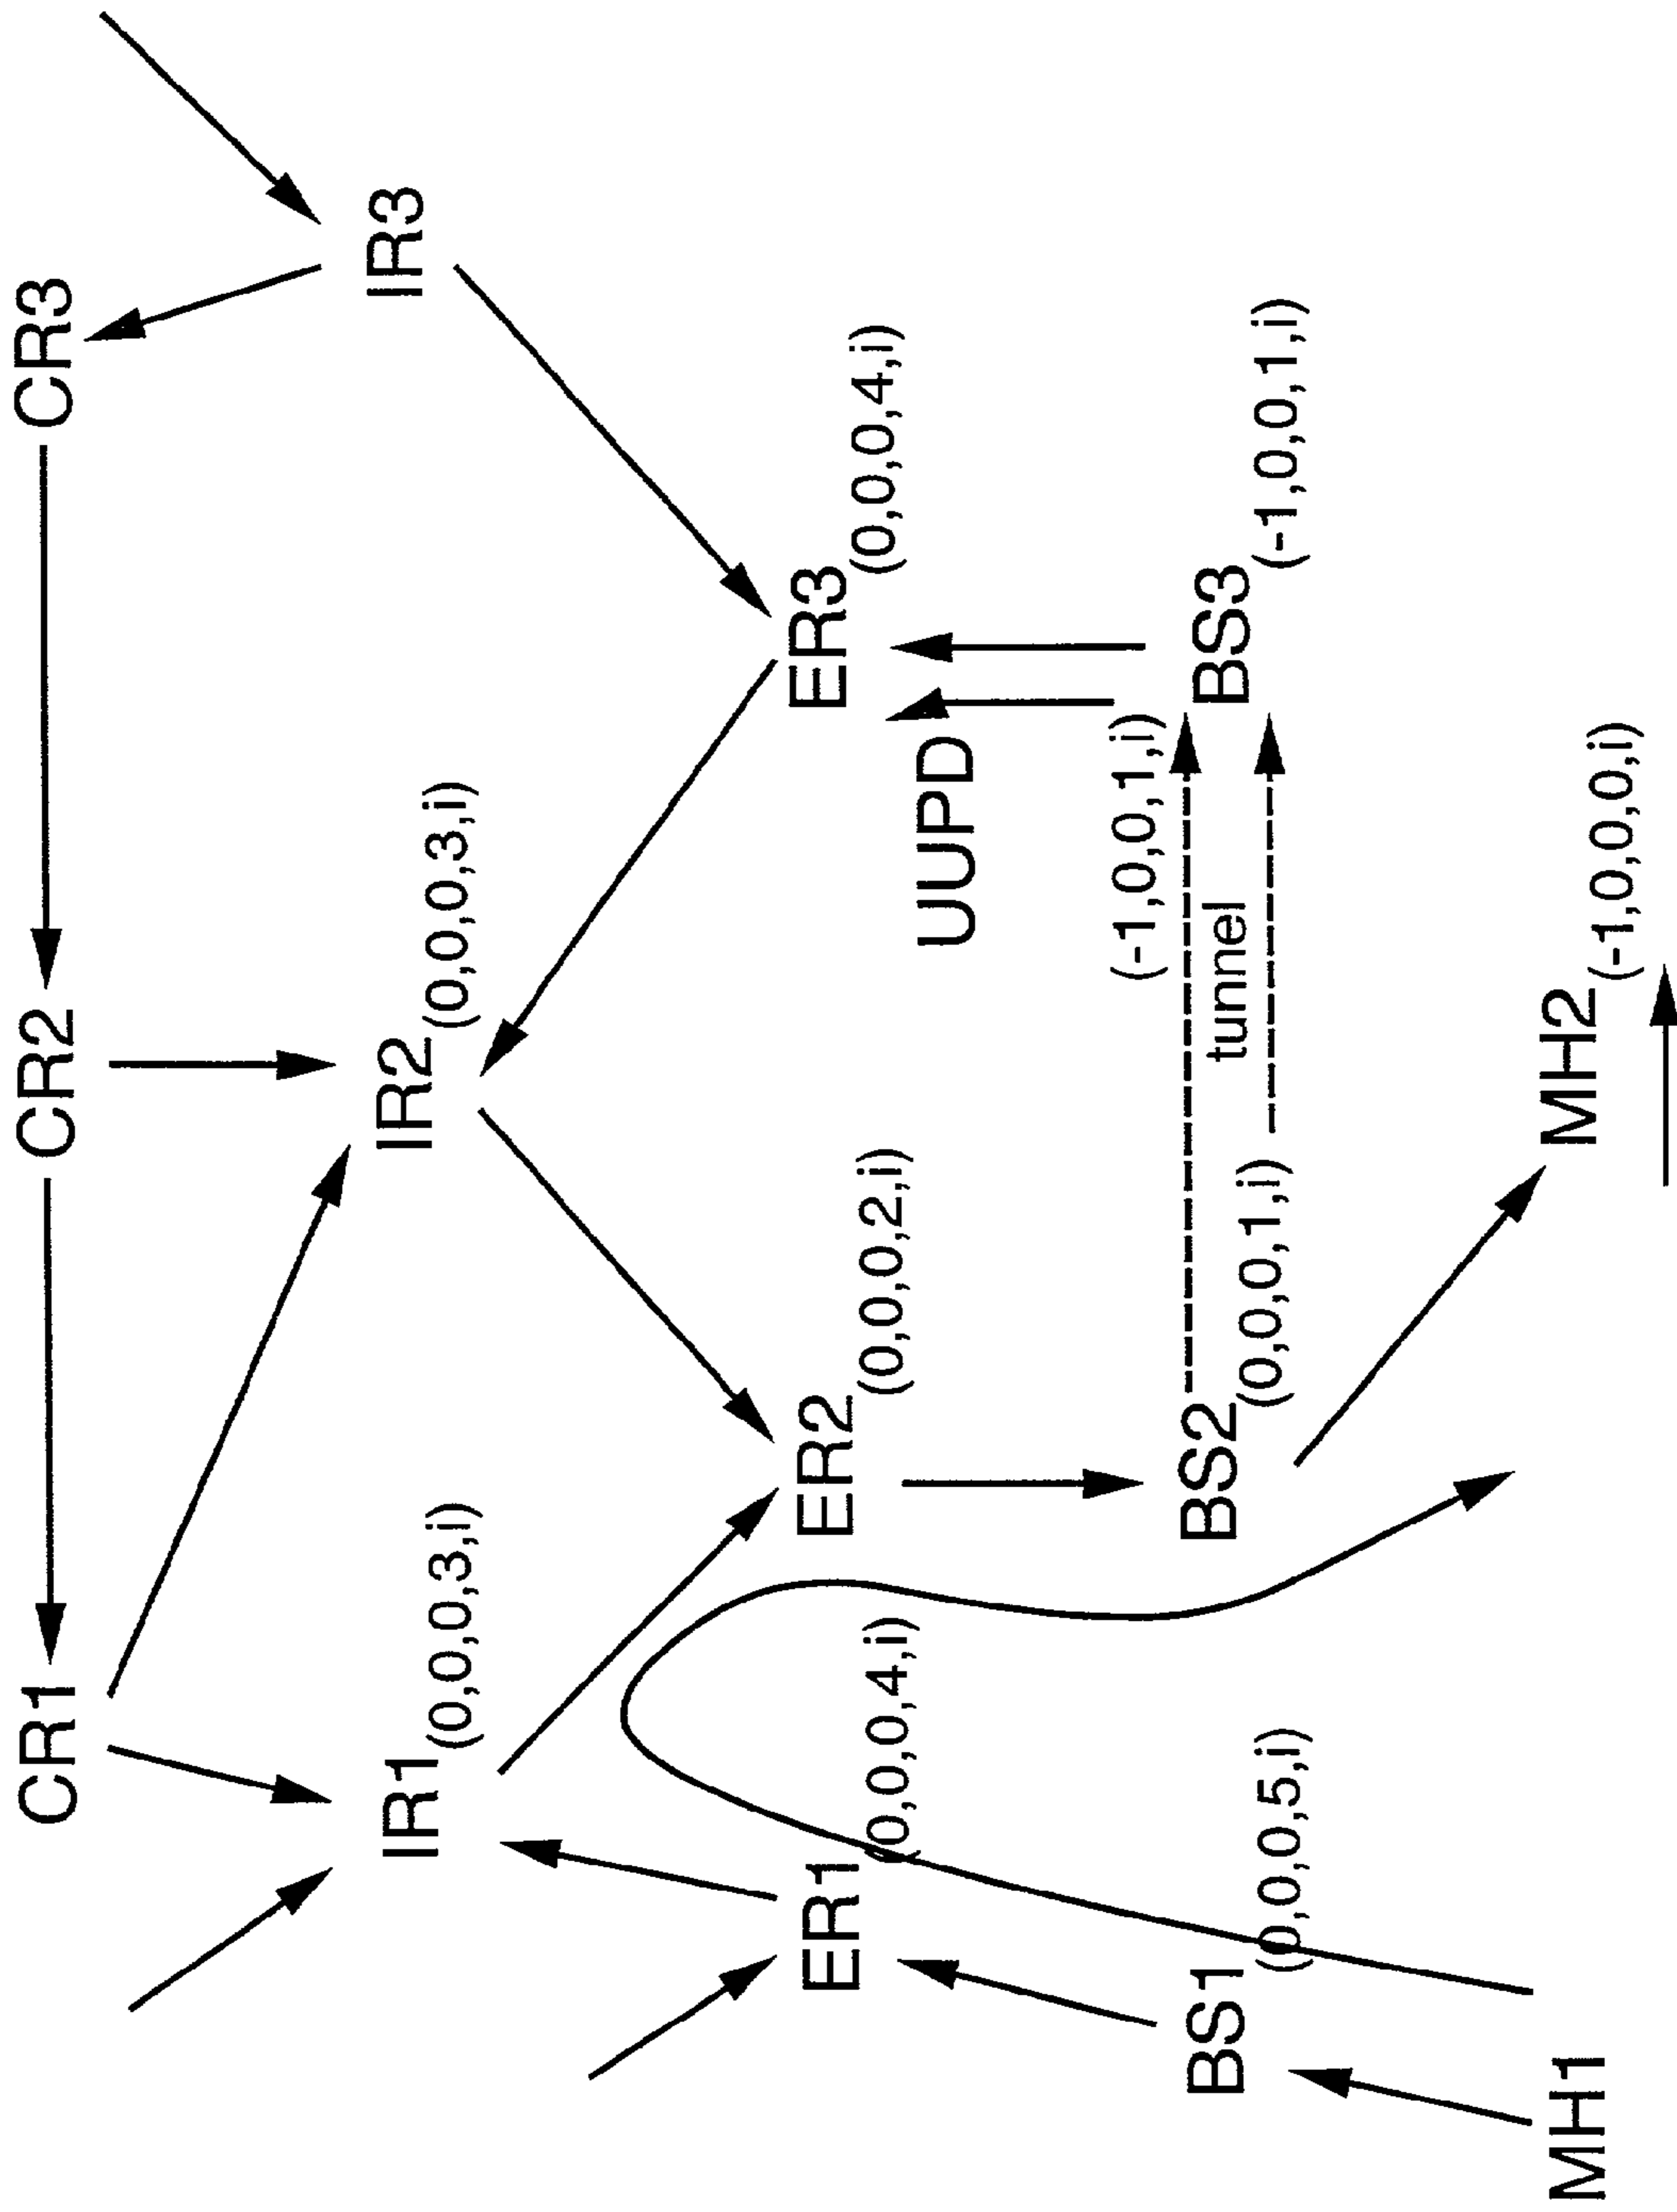 CR1
CR2
CR3
IR1
(0,0,0,3,i)
IR2
(0,0,0,3,i)
IR3
ER1
(0,0,0,4,i)
ER2
(0,0,0,2,i)
ER3
(0,0,0,4,i)
UUPD
BS1
(0,0,0,5,i)
BS2
(0,0,0,1,i)
tunnel
(-1,0,0,1,i)
BS3
(-1,0,0,1,i)
MH1
MH2
(-1,0,0,0,i)